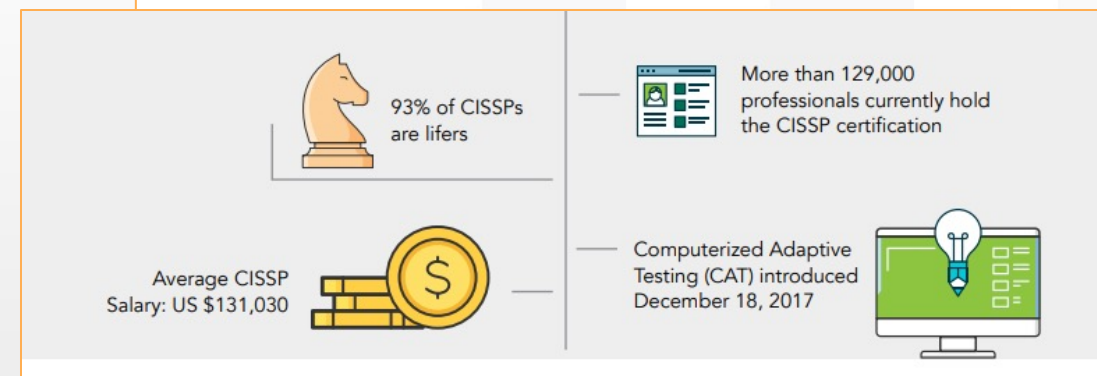 93% of CISSPs
are lifers
More than 129,000
professionals currently hold
the CISSP certification
Average CISSP
Salary: US $131,030
$
Computerized Adaptive
Testing (CAT) introduced
December 18, 2017